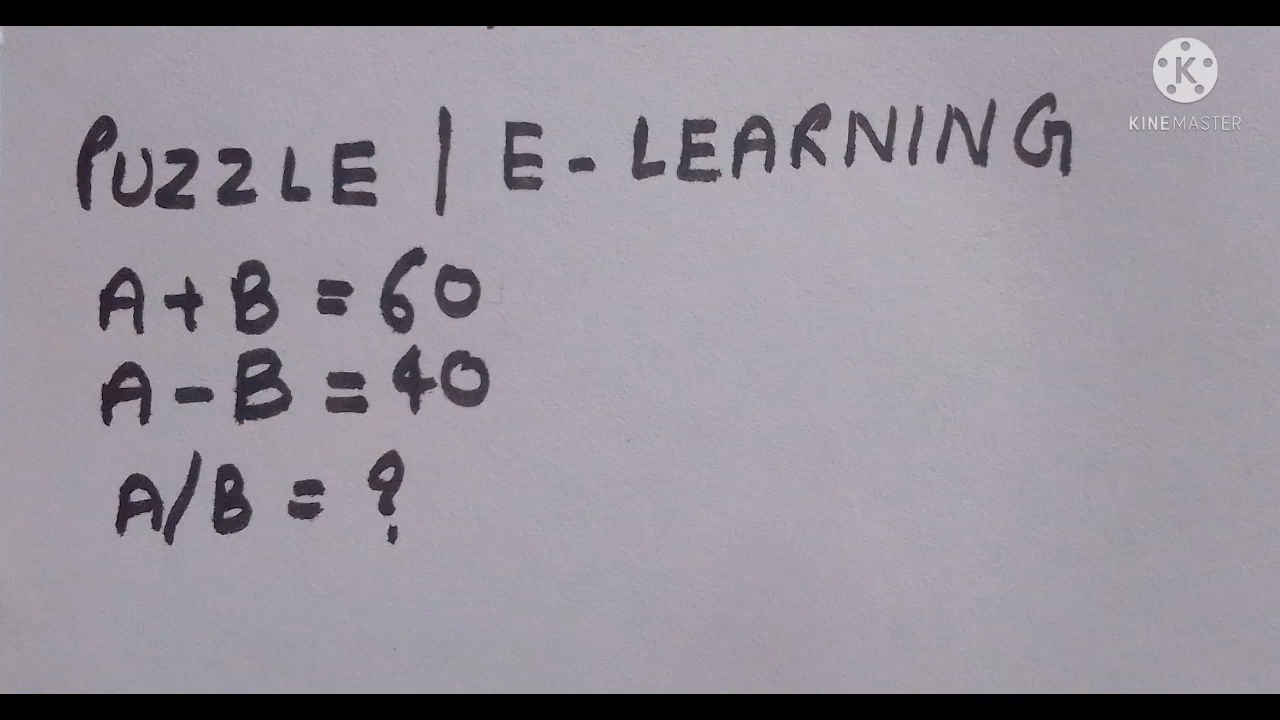 KINEMASTER
PUZZLE | E-LEARNING
A+B = 60
A-B = 40
A/B = ?